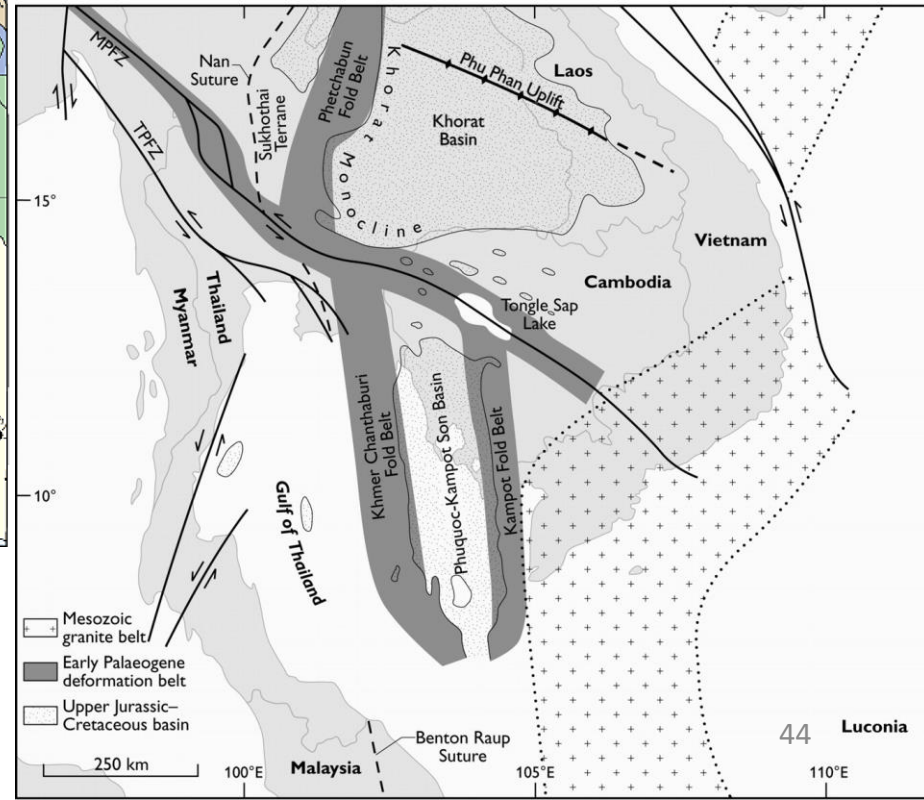 MPFZ
Nan
Suture
Sukhothai
Terrane
Phetchabun
Fold Belt
Khorat Monocline
Phu Phan Uplift
Laos
Khorat
Basin
TPFZ
15°
Vietnam
Cambodia
Thailand
Myanmar
Tongle Sap
Lake
Khmer Chanthaburi
Fold Belt
Phuquoc-Kampot Son Basin
Kampot Fold Belt
10°
Gulf of Thailand
Mesozoic
granite belt
Early Palaeogene
deformation belt
Upper Jurassic–
Cretaceous basin
44
Luconia
Benton Raup
Suture
250 km
100°E
Malaysia
105°E
110°E